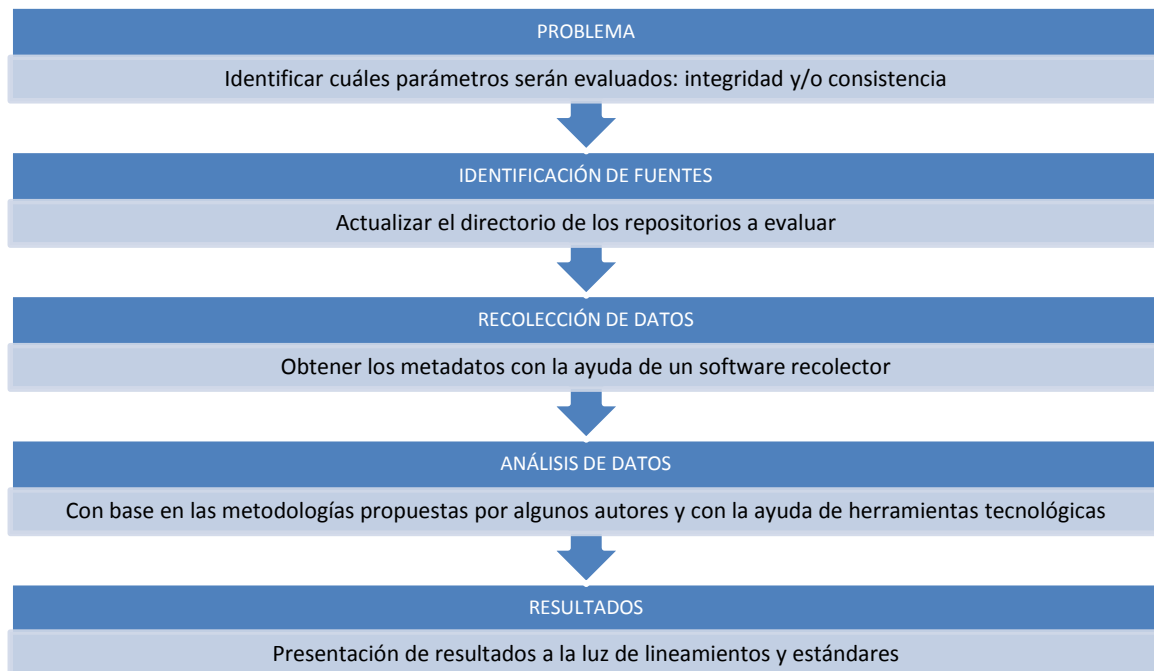 PROBLEMA
Identificar cuáles parámetros serán evaluados: integridad y/o consistencia
IDENTIFICACIÓN DE FUENTES
Actualizar el directorio de los repositorios a evaluar
RECOLECCIÓN DE DATOS
Obtener los metadatos con la ayuda de un software recolector
ANÁLISIS DE DATOS
Con base en las metodologías propuestas por algunos autores y con la ayuda de herramientas tecnológicas
RESULTADOS
Presentación de resultados a la luz de lineamientos y estándares